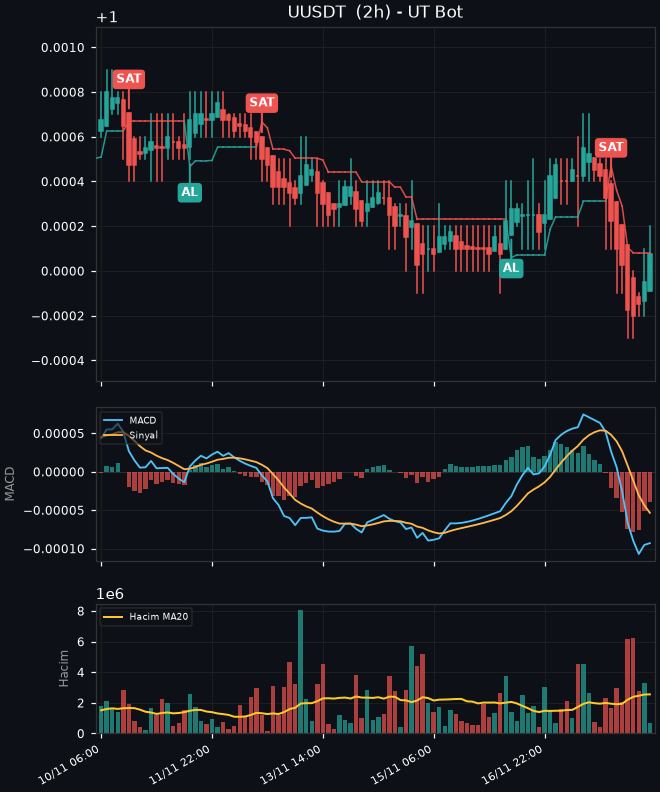 UUSDT (2h) - UT Bot
+1
0.0010
0.0008
0.0006
0.0004
0.0002
0.0000
−0.0002
−0.0004
SAT
SAT
SAT
AL
AL
MACD
Sinyal
MACD
0.00005
0.00000
−0.00005
−0.00010
1e6
Hacim MA20
Hacim
8
6
4
2
0
10/11 06:00
11/11 22:00
13/11 14:00
15/11 06:00
16/11 22:00